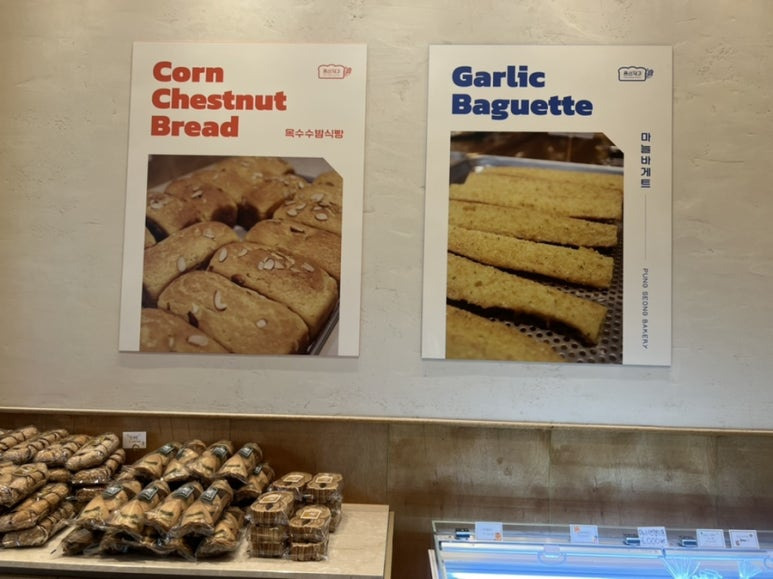 Corn
Chestnut
Bread
옥수수밤식빵
Garlic
Baguette
마늘바게트
PUNG SEONG BAKERY